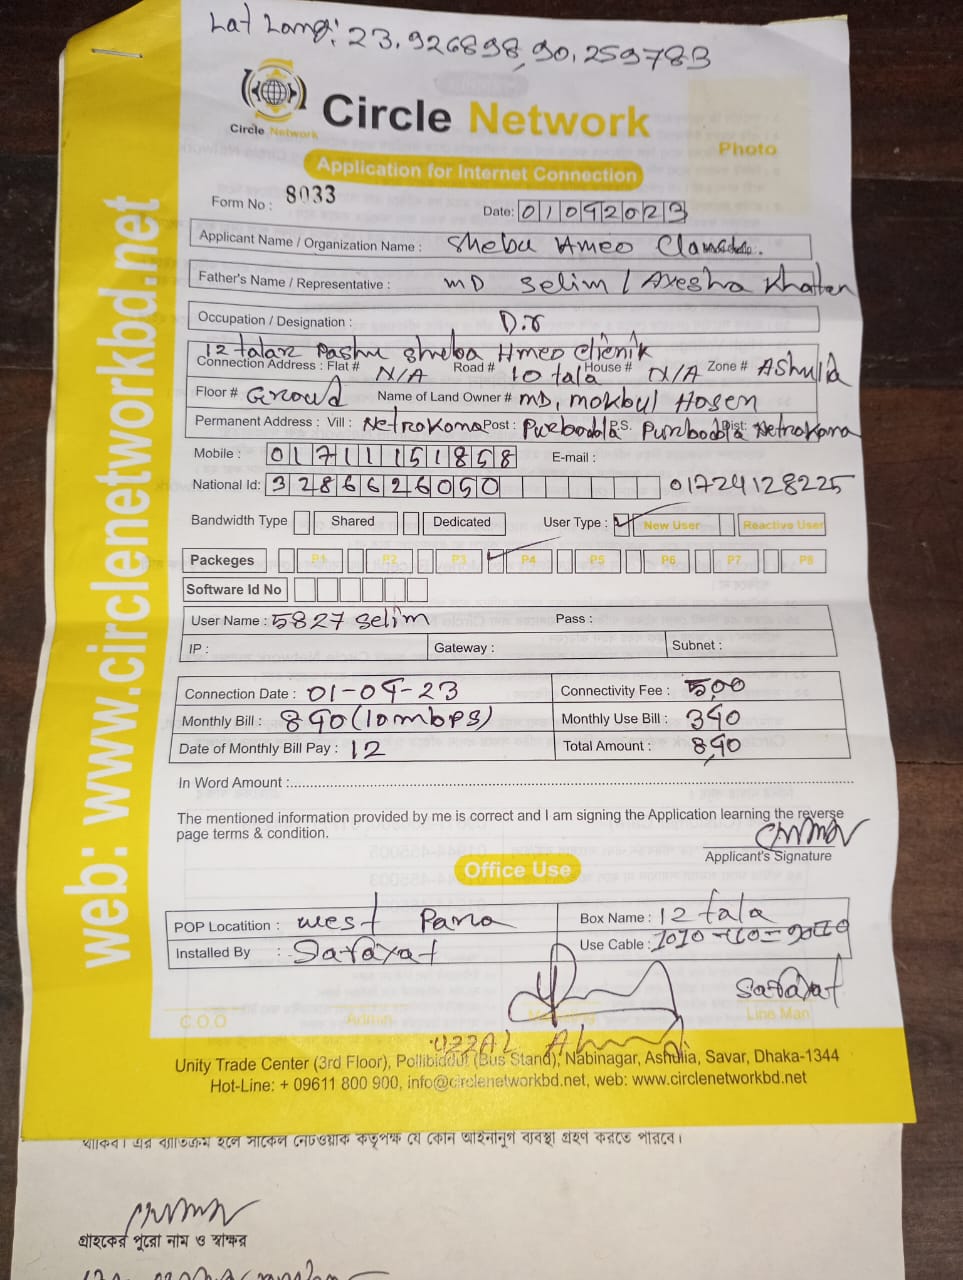 Lat Long: 23.926898, 90.259783
Circle Network
Circle Network
Photo
Application for Internet Connection
Form No : 8033
Date: 01092023
Applicant Name / Organization Name : Sheba Hmeo
Father's Name / Representative : MD Selim / Ayesha Khatun
Occupation / Designation : D.r
12 talar Pashe Sheba Hmeo Clienik
Connection Address : Flat # N/A Road # 10 tala House # N/A Zone # Ashulia
Floor # Ground Name of Land Owner # MD, mokbul Hosen
Permanent Address : Vill : Netrokona Post : Purbodola P.S. Purbodola Dist: Netrokona
Mobile : 01711151858 E-mail :
National Id: 3286626050 01724128225
Bandwidth Type Shared Dedicated User Type : New User Reactive User
Packeges P1 P2 P3 P4 P5 P6 P7 P8
Software Id No
User Name : 5827 selim Pass :
IP : Gateway : Subnet :
Connection Date : 01-09-23 Connectivity Fee : 500
Monthly Bill : 890 (10mbps) Monthly Use Bill : 390
Date of Monthly Bill Pay : 12 Total Amount : 890
In Word Amount :
The mentioned information provided by me is correct and I am signing the Application learning the reverse
page terms & condition.
Applicant's Signature
Office Use
POP Locatition : West Para Box Name : 12 tala
Installed By : Safayat Use Cable :
Safayat
C.O.O Admin Marketing Line Man
UZZAL
Unity Trade Center (3rd Floor), Pollibiddut (Bus Stand), Nabinagar, Ashulia, Savar, Dhaka-1344
Hot-Line: + 09611 800 900, info@circlenetworkbd.net, web: www.circlenetworkbd.net
web: www.circlenetworkbd.net
থাকিব। এর ব্যতিক্রম হলে সার্কেল নেটওয়ার্ক কতৃপক্ষ যে কোন আইনানুগ ব্যবস্থা গ্রহণ করতে পারবে।
গ্রাহকের পুরো নাম ও স্বাক্ষর